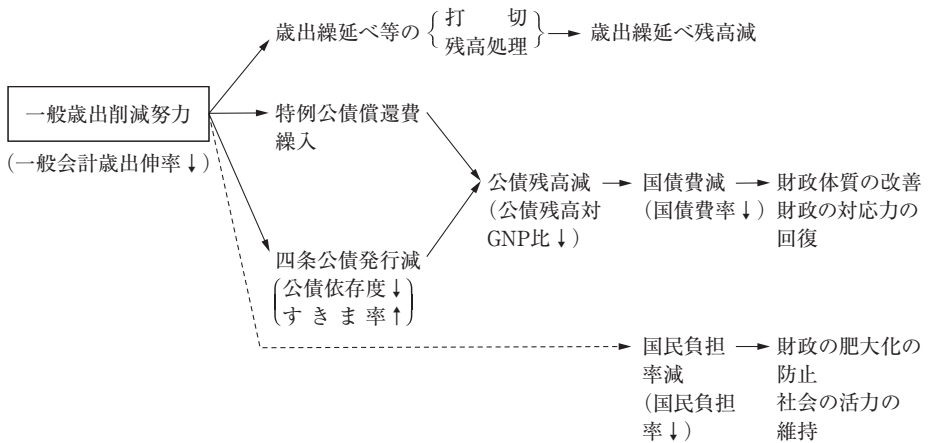 歳出繰延べ等の{打切 残高処理}→歳出繰延べ残高減
一般歳出削減努力
(一般会計歳出伸率↓)
特例公債償還費
繰入
四条公債発行減
(公債依存度↓
すきま率↑)
公債残高減
(公債残高対
GNP比↓)
国債費減
(国債費率↓)
財政体質の改善
財政の対応力の
回復
国民負担
率減
(国民負担
率↓)
財政の肥大化の
防止
社会の活力の
維持